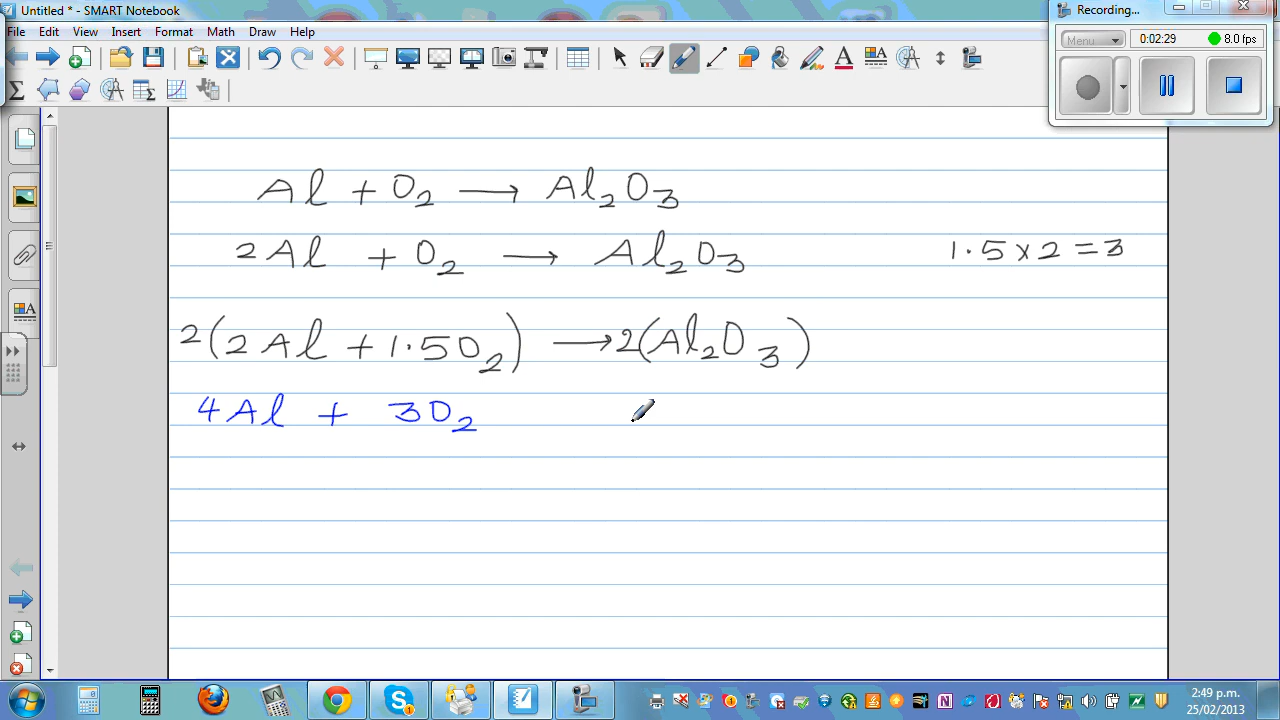 Untitled * - SMART Notebook
Recording...
File Edit View Insert Format Math Draw Help
Menu
0:02:29
8.0 fps
Al + O₂ ⟶ Al₂O₃
2Al + O₂ ⟶ Al₂O₃
1.5 × 2 = 3
2(2Al + 1.5O₂) ⟶ 2(Al₂O₃)
4Al + 3O₂
2:49 p.m.
25/02/2013